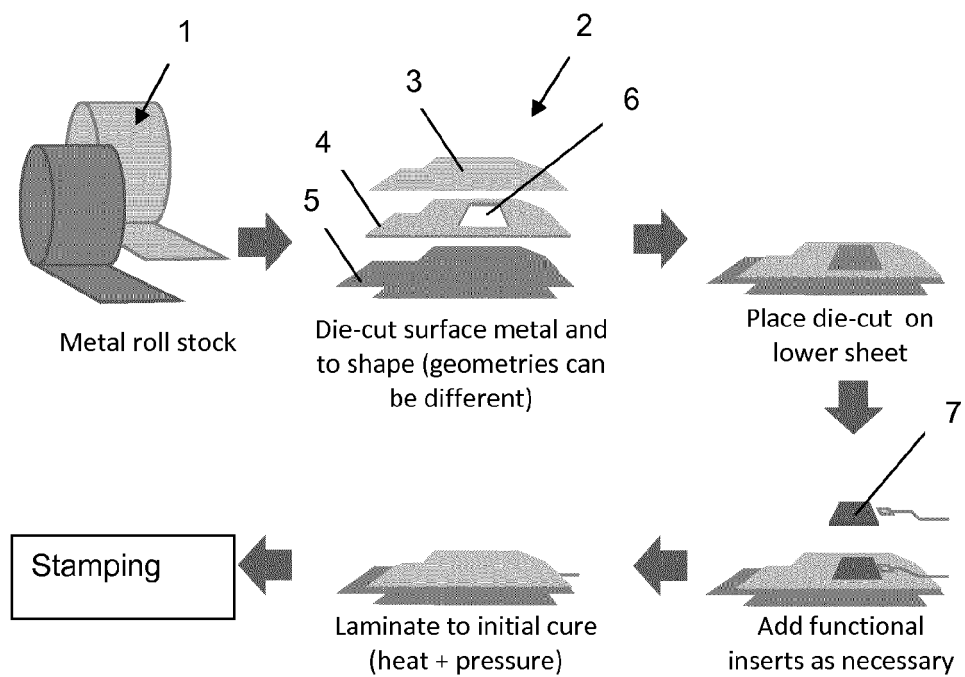 1
2
3
6
4
5
Metal roll stock
Die-cut surface metal and
to shape (geometries can
be different)
Place die-cut on
lower sheet
7
Add functional
inserts as necessary
Laminate to initial cure
(heat + pressure)
Stamping